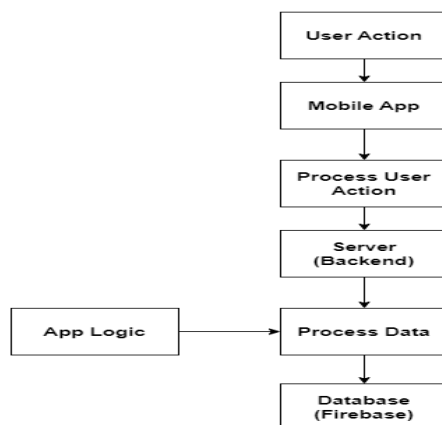 User Action
Mobile App
Process User
Action
Server
(Backend)
App Logic
Process Data
Database
(Firebase)